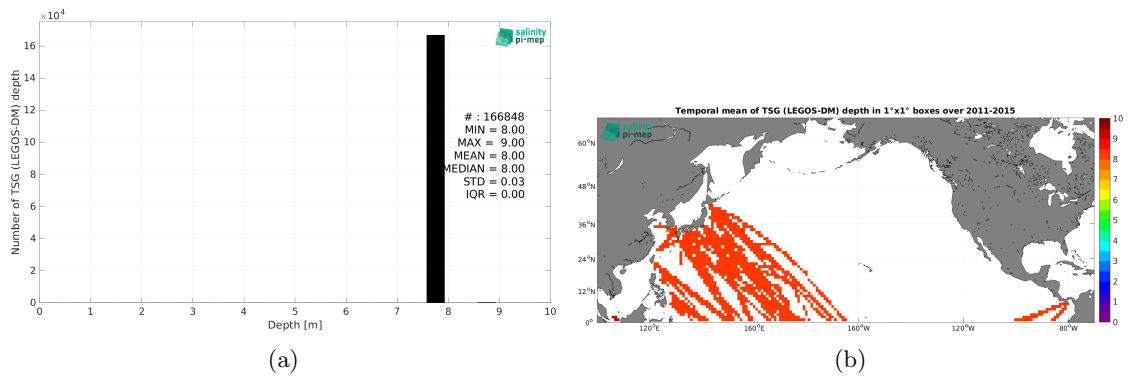 ×10⁴
16
14
12
10
8
6
4
2
0
Number of TSG (LEGOS-DM) depth
salinity
pi-mep
# : 166848
MIN = 8.00
MAX = 9.00
MEAN = 8.00
MEDIAN = 8.00
STD = 0.03
IQR = 0.00
0 1 2 3 4 5 6 7 8 9 10
Depth [m]
(a)
Temporal mean of TSG (LEGOS-DM) depth in 1°x1° boxes over 2011-2015
salinity
pi-mep
60°N
48°N
36°N
24°N
12°N
0°
120°E 160°E 160°W 120°W 80°W
10
9
8
7
6
5
4
3
2
1
0
(b)